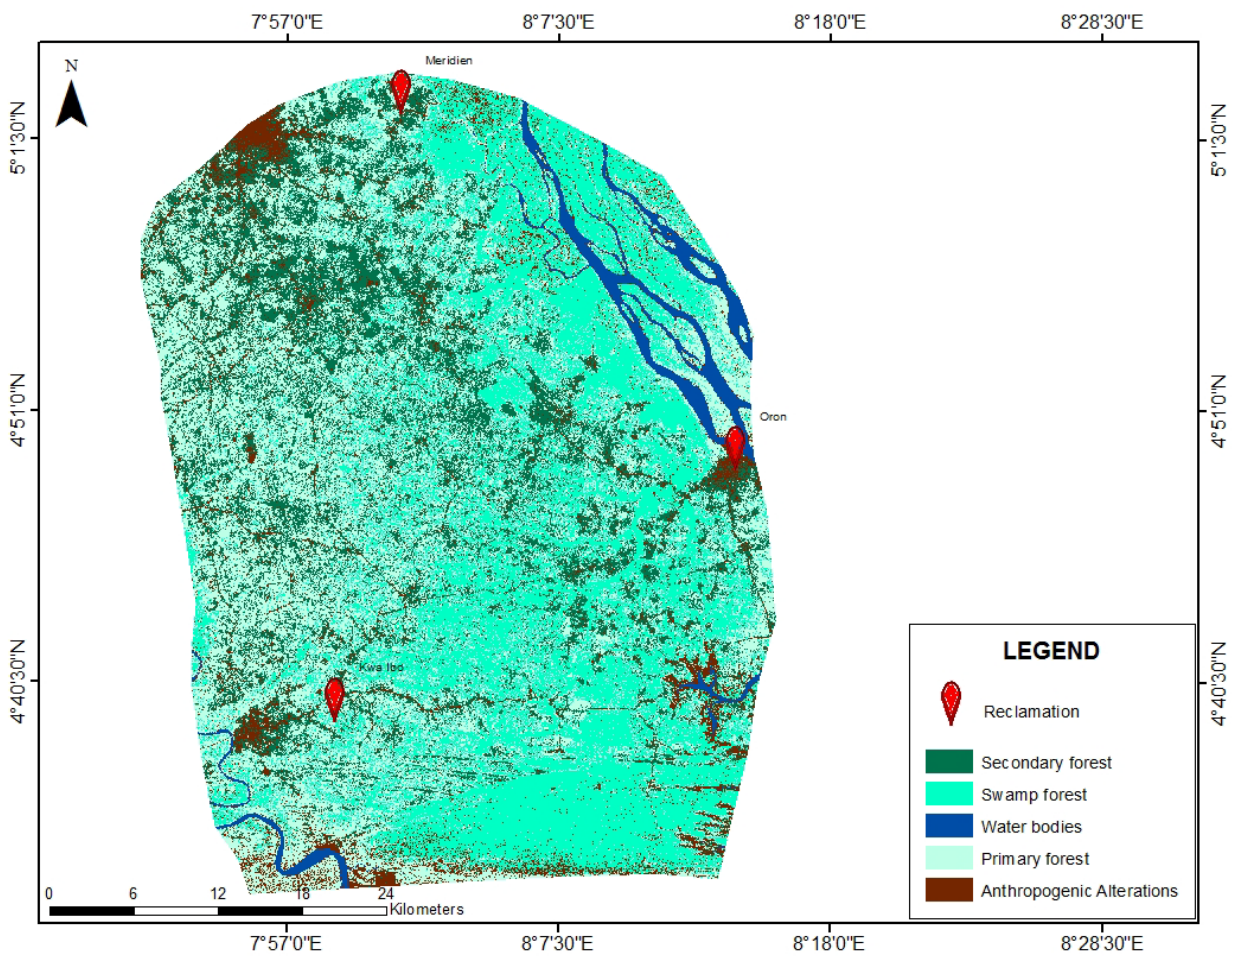 7°57'0"E
8°7'30"E
8°18'0"E
8°28'30"E
N
Meridien
5°1'30"N
5°1'30"N
Oron
4°51'0"N
4°51'0"N
Kwa Ibo
4°40'30"N
4°40'30"N
LEGEND
Reclamation
Secondary forest
Swamp forest
Water bodies
Primary forest
Anthropogenic Alterations
0 6 12 18 24
Kilometers
7°57'0"E
8°7'30"E
8°18'0"E
8°28'30"E